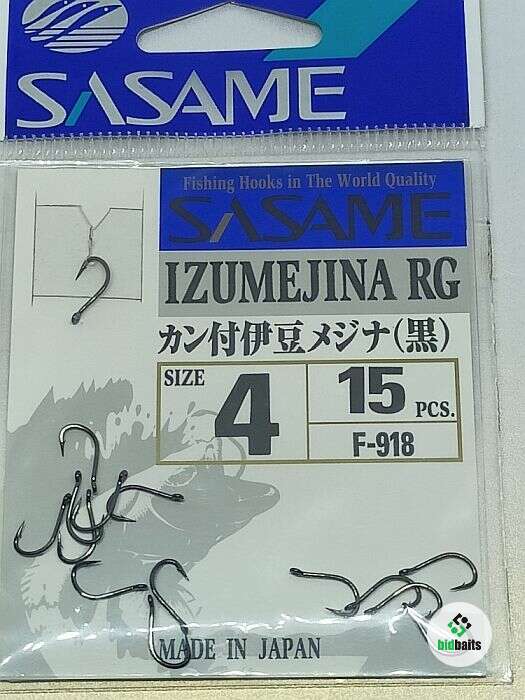 SASAME
Fishing Hooks in The World Quality
SASAME
IZUMEJINA RG
カン付伊豆メジナ(黒)
SIZE 4 15 PCS.
F-918
MADE IN JAPAN
bidbaits